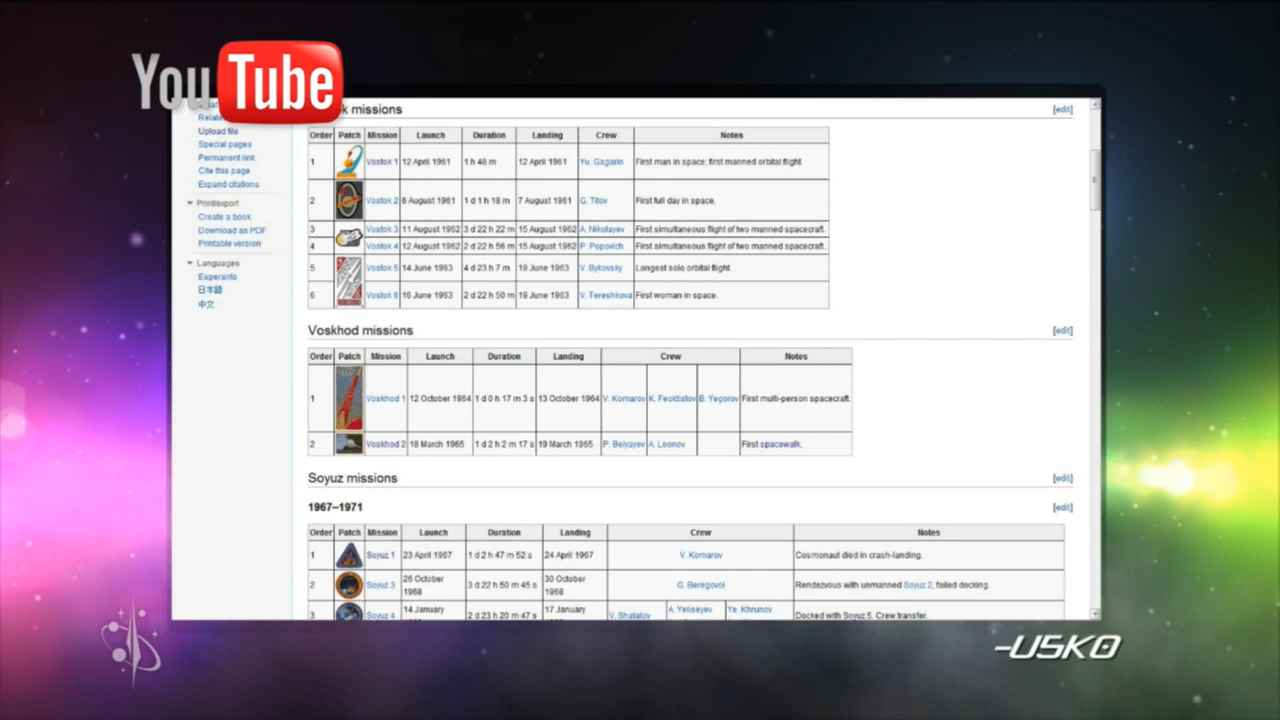 YouTube
k missions
[edit]
Relate
Upload file
Special pages
Permanent link
Cite this page
Expand citations
Print/export
Create a book
Download as PDF
Printable version
Languages
Esperanto
日本語
中文
Order Patch Mission Launch Duration Landing Crew Notes
1 Vostok 1 12 April 1961 1 h 48 m 12 April 1961 Yu. Gagarin First man in space; first manned orbital flight.
2 Vostok 2 6 August 1961 1 d 1 h 18 m 7 August 1961 G. Titov First full day in space.
3 Vostok 3 11 August 1962 3 d 22 h 22 m 15 August 1962 A. Nikolayev First simultaneous flight of two manned spacecraft.
4 Vostok 4 12 August 1962 2 d 22 h 56 m 15 August 1962 P. Popovich First simultaneous flight of two manned spacecraft.
5 Vostok 5 14 June 1963 4 d 23 h 7 m 19 June 1963 V. Bykovsky Longest solo orbital flight.
6 Vostok 6 16 June 1963 2 d 22 h 50 m 19 June 1963 V. Tereshkova First woman in space.
Voskhod missions
[edit]
Order Patch Mission Launch Duration Landing Crew Notes
1 Voskhod 1 12 October 1964 1 d 0 h 17 m 3 s 13 October 1964 V. Komarov K. Feoktistov B. Yegorov First multi-person spacecraft.
2 Voskhod 2 18 March 1965 1 d 2 h 2 m 17 s 19 March 1965 P. Belyayev A. Leonov First spacewalk.
Soyuz missions
[edit]
1967–1971
[edit]
Order Patch Mission Launch Duration Landing Crew Notes
1 Soyuz 1 23 April 1967 1 d 2 h 47 m 52 s 24 April 1967 V. Komarov Cosmonaut died in crash-landing.
2 Soyuz 3 26 October 1968 3 d 22 h 50 m 45 s 30 October 1968 G. Beregovoi Rendezvous with unmanned Soyuz 2, failed docking.
3 Soyuz 4 14 January 2 d 23 h 20 m 47 s 17 January V. Shatalov A. Yeliseyev Ye. Khrunov Docked with Soyuz 5. Crew transfer.
-USKO